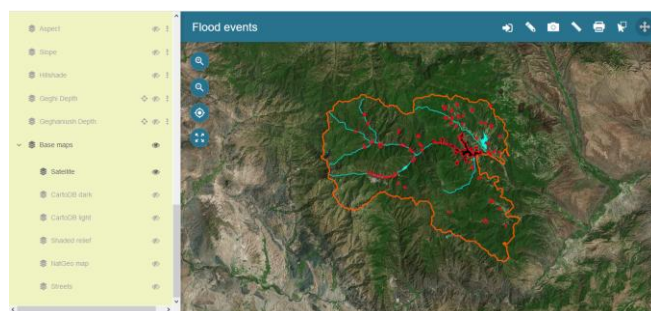 Flood events
Aspect
Slope
Hillshade
Geghi Depth
Geghanush Depth
Base maps
Satellite
CartoDB dark
CartoDB light
Shaded relief
NatGeo map
Streets